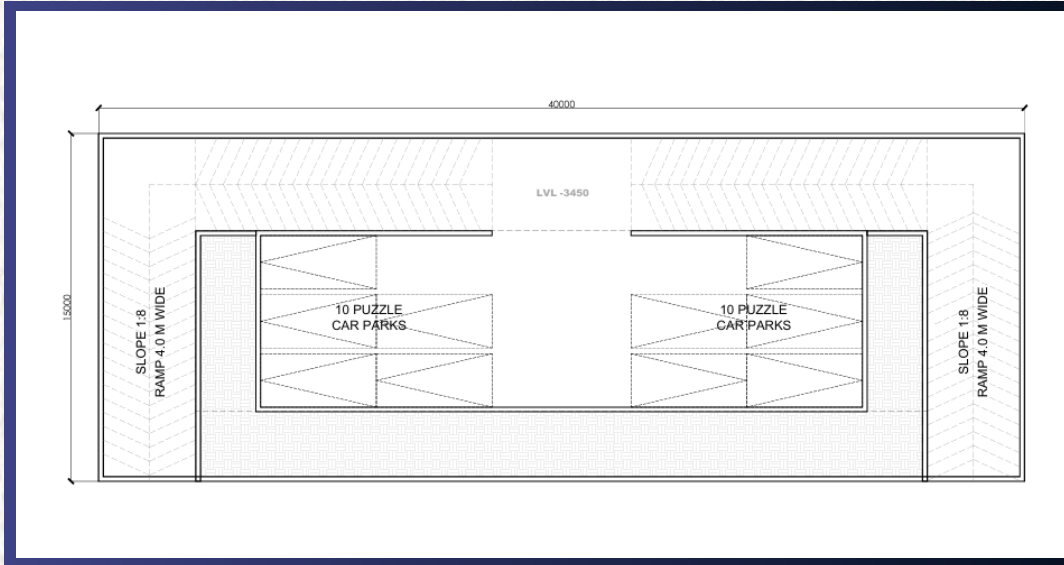 40000
15000
LVL -3450
SLOPE 1:8
RAMP 4.0 M WIDE
10 PUZZLE
CAR PARKS
10 PUZZLE
CAR PARKS
SLOPE 1:8
RAMP 4.0 M WIDE